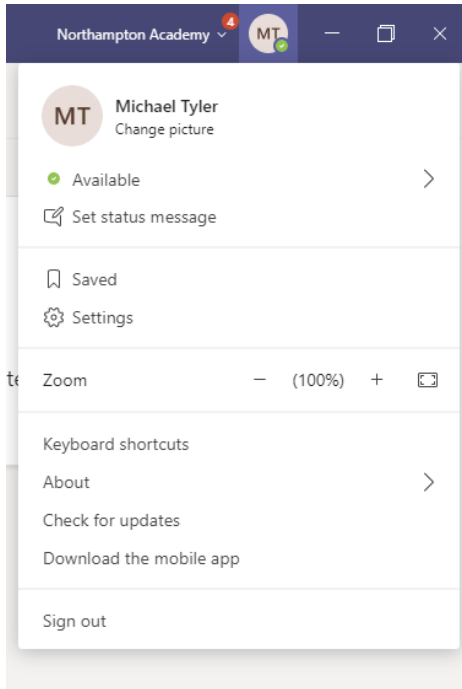 Northampton Academy
4
MT
MT
Michael Tyler
Change picture
Available
Set status message
Saved
Settings
te
Zoom
(100%)
Keyboard shortcuts
About
Check for updates
Download the mobile app
Sign out